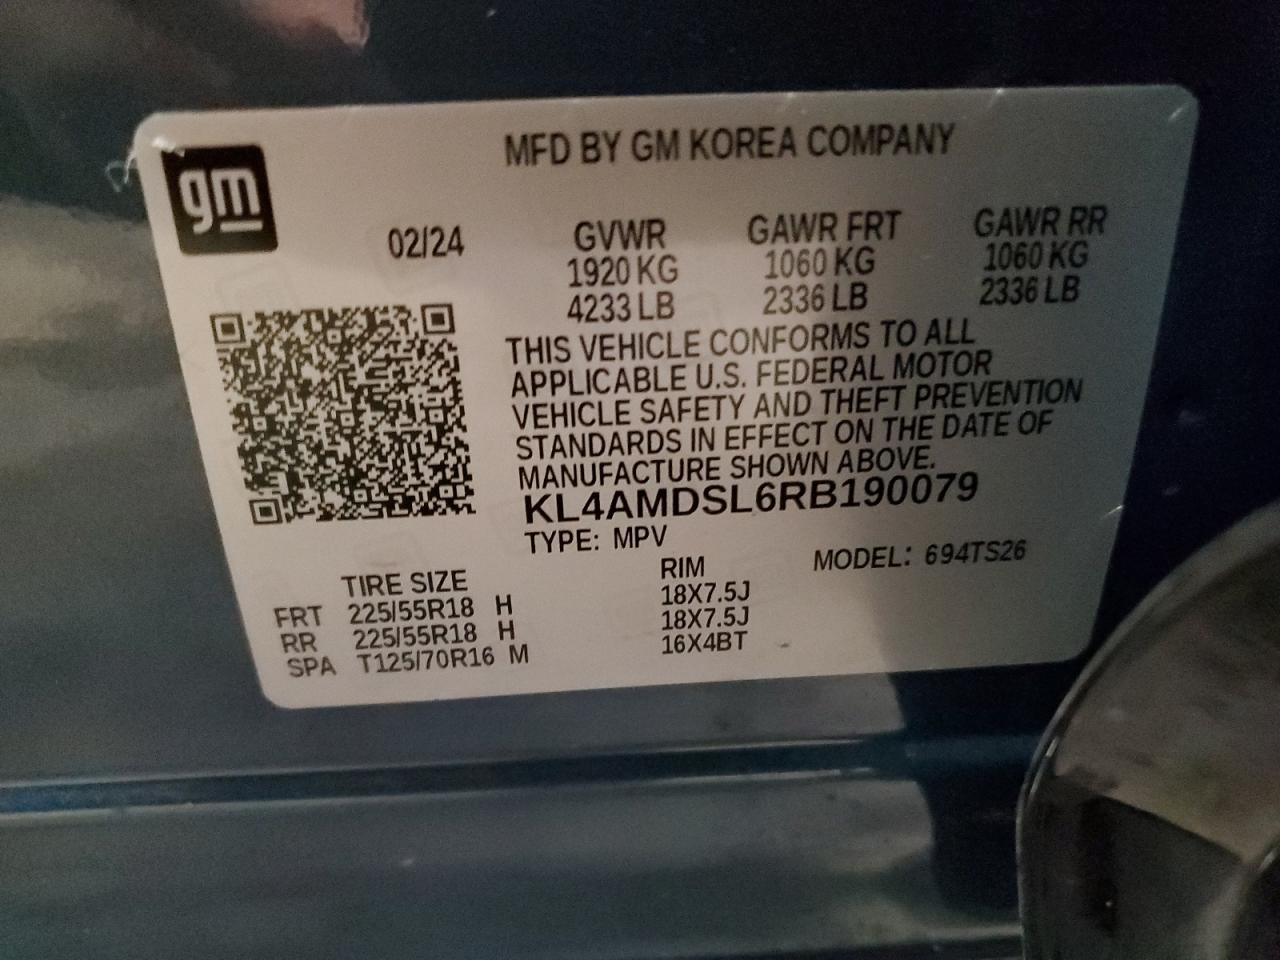 gm
MFD BY GM KOREA COMPANY
02/24
GVWR GAWR FRT GAWR RR
1920 KG 1060 KG 1060 KG
4233 LB 2336 LB 2336 LB
THIS VEHICLE CONFORMS TO ALL
APPLICABLE U.S. FEDERAL MOTOR
VEHICLE SAFETY AND THEFT PREVENTION
STANDARDS IN EFFECT ON THE DATE OF
MANUFACTURE SHOWN ABOVE.
KL4AMDSL6RB190079
TYPE: MPV MODEL: 694TS26
TIRE SIZE RIM
FRT 225/55R18 H 18X7.5J
RR 225/55R18 H 18X7.5J
SPA T125/70R16 M 16X4BT